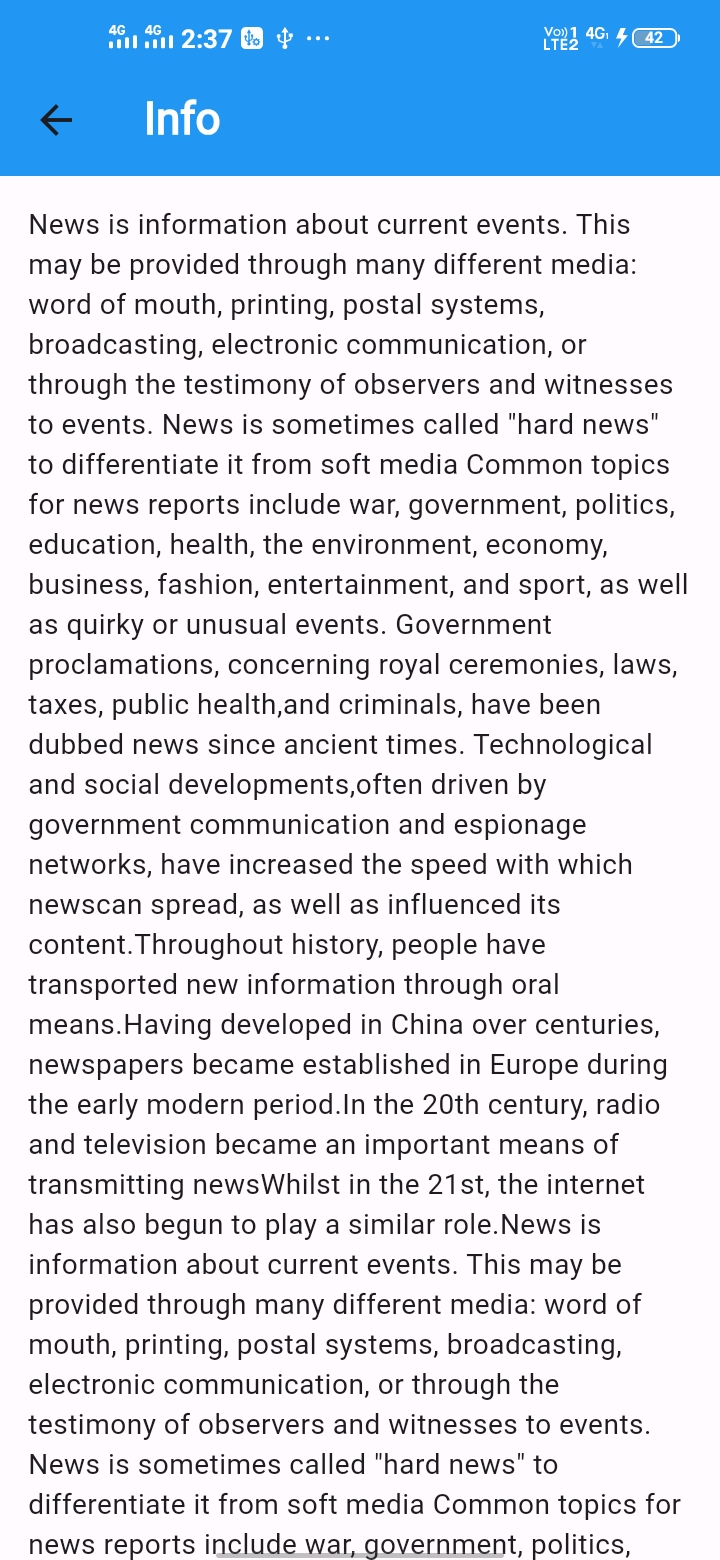 4G 4G 2:37 ...
Vo)) 1 4G
LTE2
42
Info
News is information about current events. This
may be provided through many different media:
word of mouth, printing, postal systems,
broadcasting, electronic communication, or
through the testimony of observers and witnesses
to events. News is sometimes called "hard news"
to differentiate it from soft media Common topics
for news reports include war, government, politics,
education, health, the environment, economy,
business, fashion, entertainment, and sport, as well
as quirky or unusual events. Government
proclamations, concerning royal ceremonies, laws,
taxes, public health,and criminals, have been
dubbed news since ancient times. Technological
and social developments,often driven by
government communication and espionage
networks, have increased the speed with which
newscan spread, as well as influenced its
content.Throughout history, people have
transported new information through oral
means.Having developed in China over centuries,
newspapers became established in Europe during
the early modern period.In the 20th century, radio
and television became an important means of
transmitting newsWhilst in the 21st, the internet
has also begun to play a similar role.News is
information about current events. This may be
provided through many different media: word of
mouth, printing, postal systems, broadcasting,
electronic communication, or through the
testimony of observers and witnesses to events.
News is sometimes called "hard news" to
differentiate it from soft media Common topics for
news reports include war, government, politics,